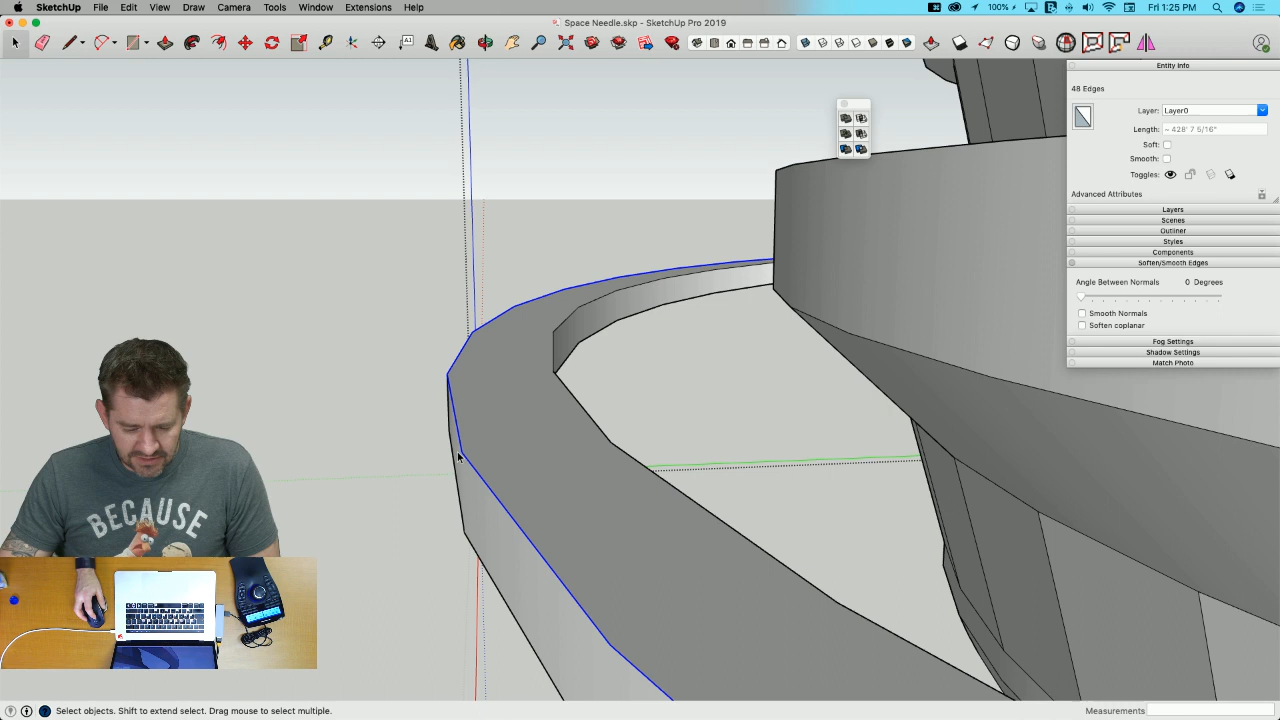 SketchUp File Edit View Draw Camera Tools Window Extensions Help 100% Fri 1:25 PM
Space Needle.skp - SketchUp Pro 2019
Entity Info
48 Edges
Layer: Layer0
Length: ~ 428' 7 5/16"
Soft:
Smooth:
Toggles:
Advanced Attributes
Layers
Scenes
Outliner
Styles
Components
Soften/Smooth Edges
Angle Between Normals 0 Degrees
Smooth Normals
Soften coplanar
Fog Settings
Shadow Settings
Match Photo
BECAUSE
Select objects. Shift to extend select. Drag mouse to select multiple.
Measurements